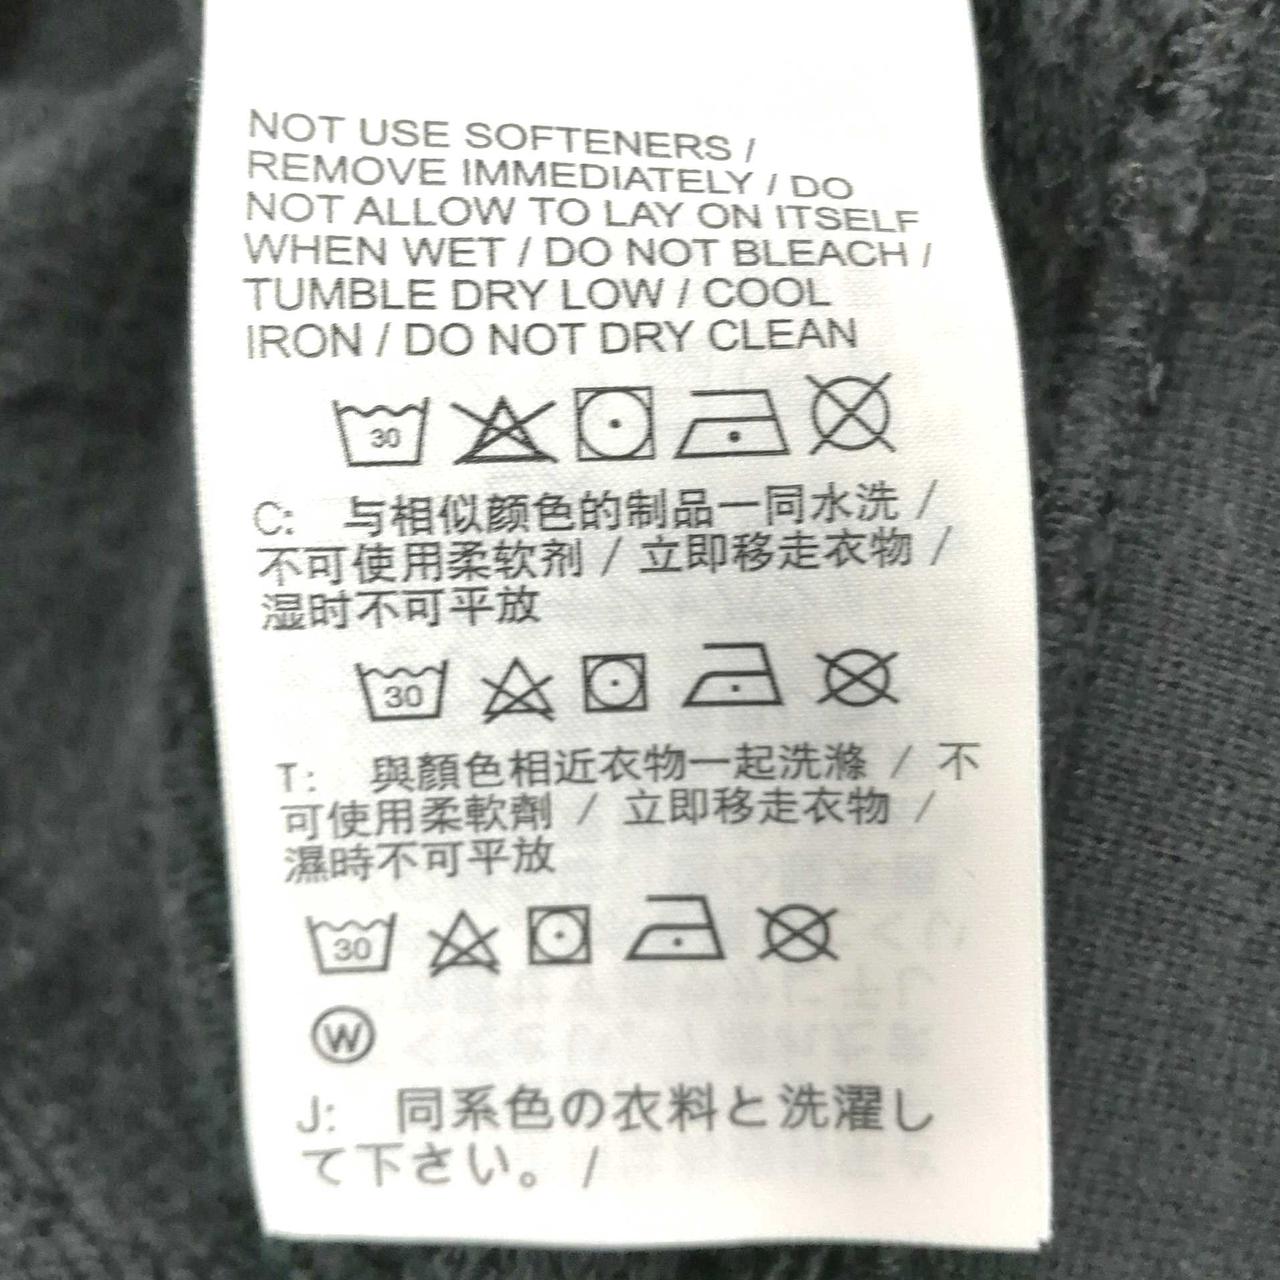 NOT USE SOFTENERS /
REMOVE IMMEDIATELY / DO
NOT ALLOW TO LAY ON ITSELF
WHEN WET / DO NOT BLEACH /
TUMBLE DRY LOW / COOL
IRON / DO NOT DRY CLEAN
30
C: 与相似颜色的制品一同水洗 /
不可使用柔软剂 / 立即移走衣物 /
湿时不可平放
30
T: 與顏色相近衣物一起洗滌 / 不
可使用柔軟劑 / 立即移走衣物 /
濕時不可平放
30
W
J: 同系色の衣料と洗濯し
て下さい。 /